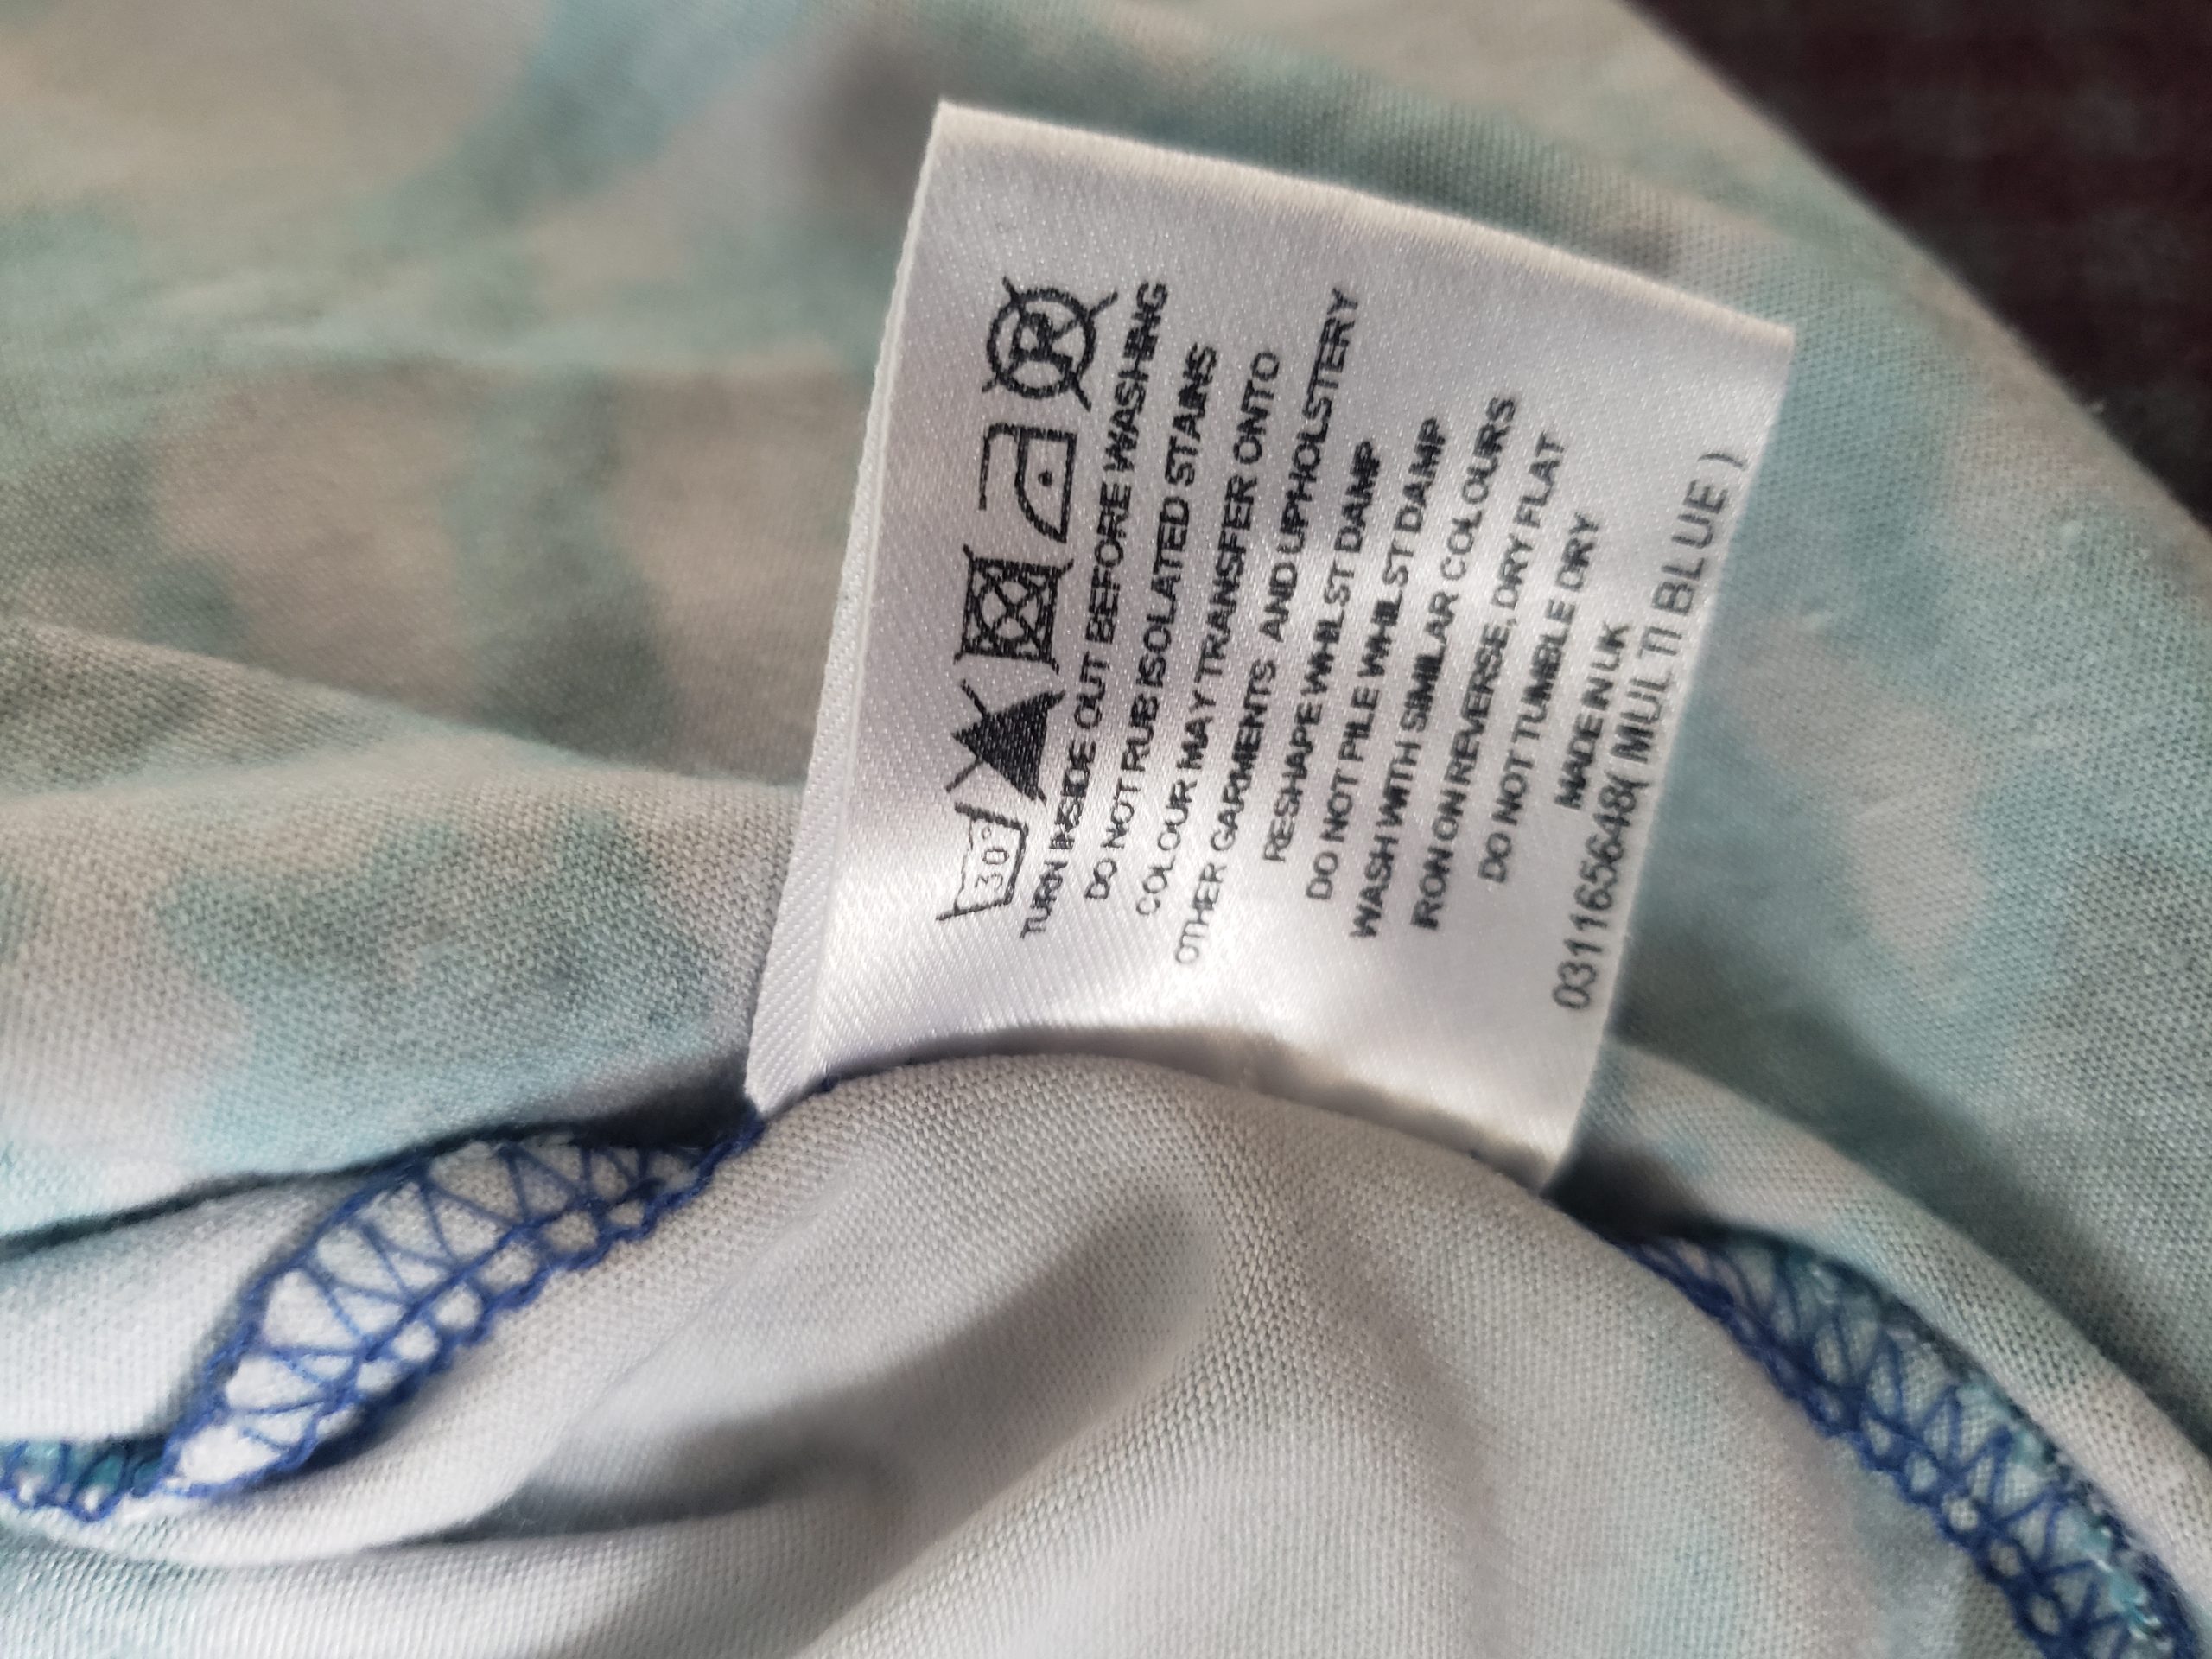 30°
P
TURN INSIDE OUT BEFORE WASHING
DO NOT RUB ISOLATED STAINS
COLOUR MAY TRANSFER ONTO
OTHER GARMENTS AND UPHOLSTERY
RESHAPE WHILST DAMP
DO NOT PILE WHILST DAMP
WASH WITH SIMILAR COLOURS
IRON ON REVERSE, DRY FLAT
DO NOT TUMBLE DRY
MADE IN UK
0311656648( MULTI BLUE )